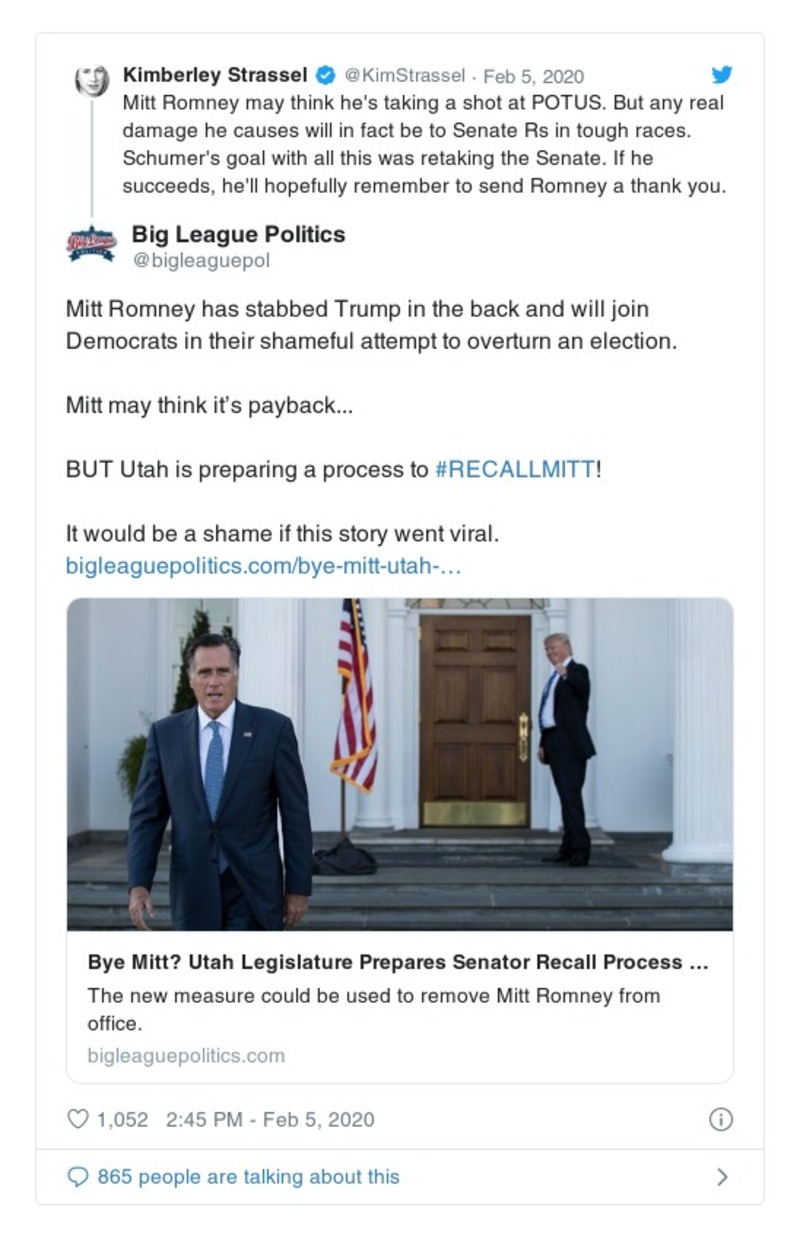 Kimberley Strassel @KimStrassel · Feb 5, 2020
Mitt Romney may think he's taking a shot at POTUS. But any real
damage he causes will in fact be to Senate Rs in tough races.
Schumer's goal with all this was retaking the Senate. If he
succeeds, he'll hopefully remember to send Romney a thank you.
Big League Politics
@bigleaguepol
Mitt Romney has stabbed Trump in the back and will join
Democrats in their shameful attempt to overturn an election.
Mitt may think it’s payback...
BUT Utah is preparing a process to #RECALLMITT!
It would be a shame if this story went viral.
bigleaguepolitics.com/bye-mitt-utah-…
Bye Mitt? Utah Legislature Prepares Senator Recall Process ...
The new measure could be used to remove Mitt Romney from
office.
bigleaguepolitics.com
1,052 2:45 PM - Feb 5, 2020
865 people are talking about this